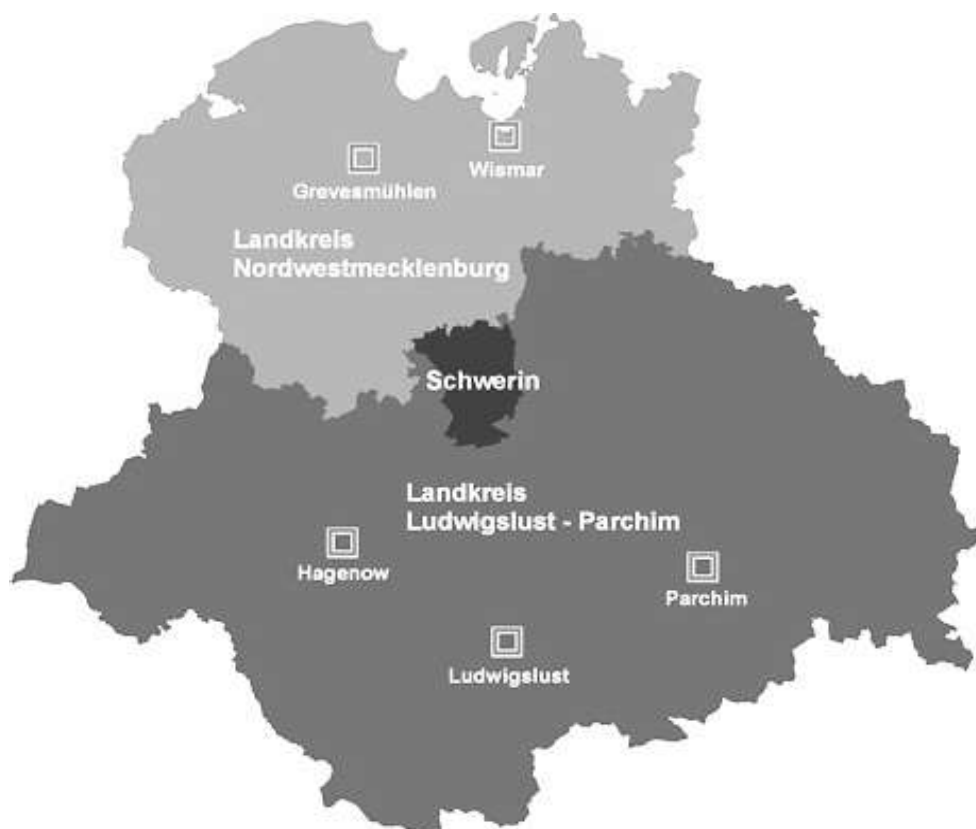 Wismar
Grevesmühlen
Landkreis
Nordwestmecklenburg
Schwerin
Landkreis
Ludwigslust - Parchim
Hagenow
Parchim
Ludwigslust